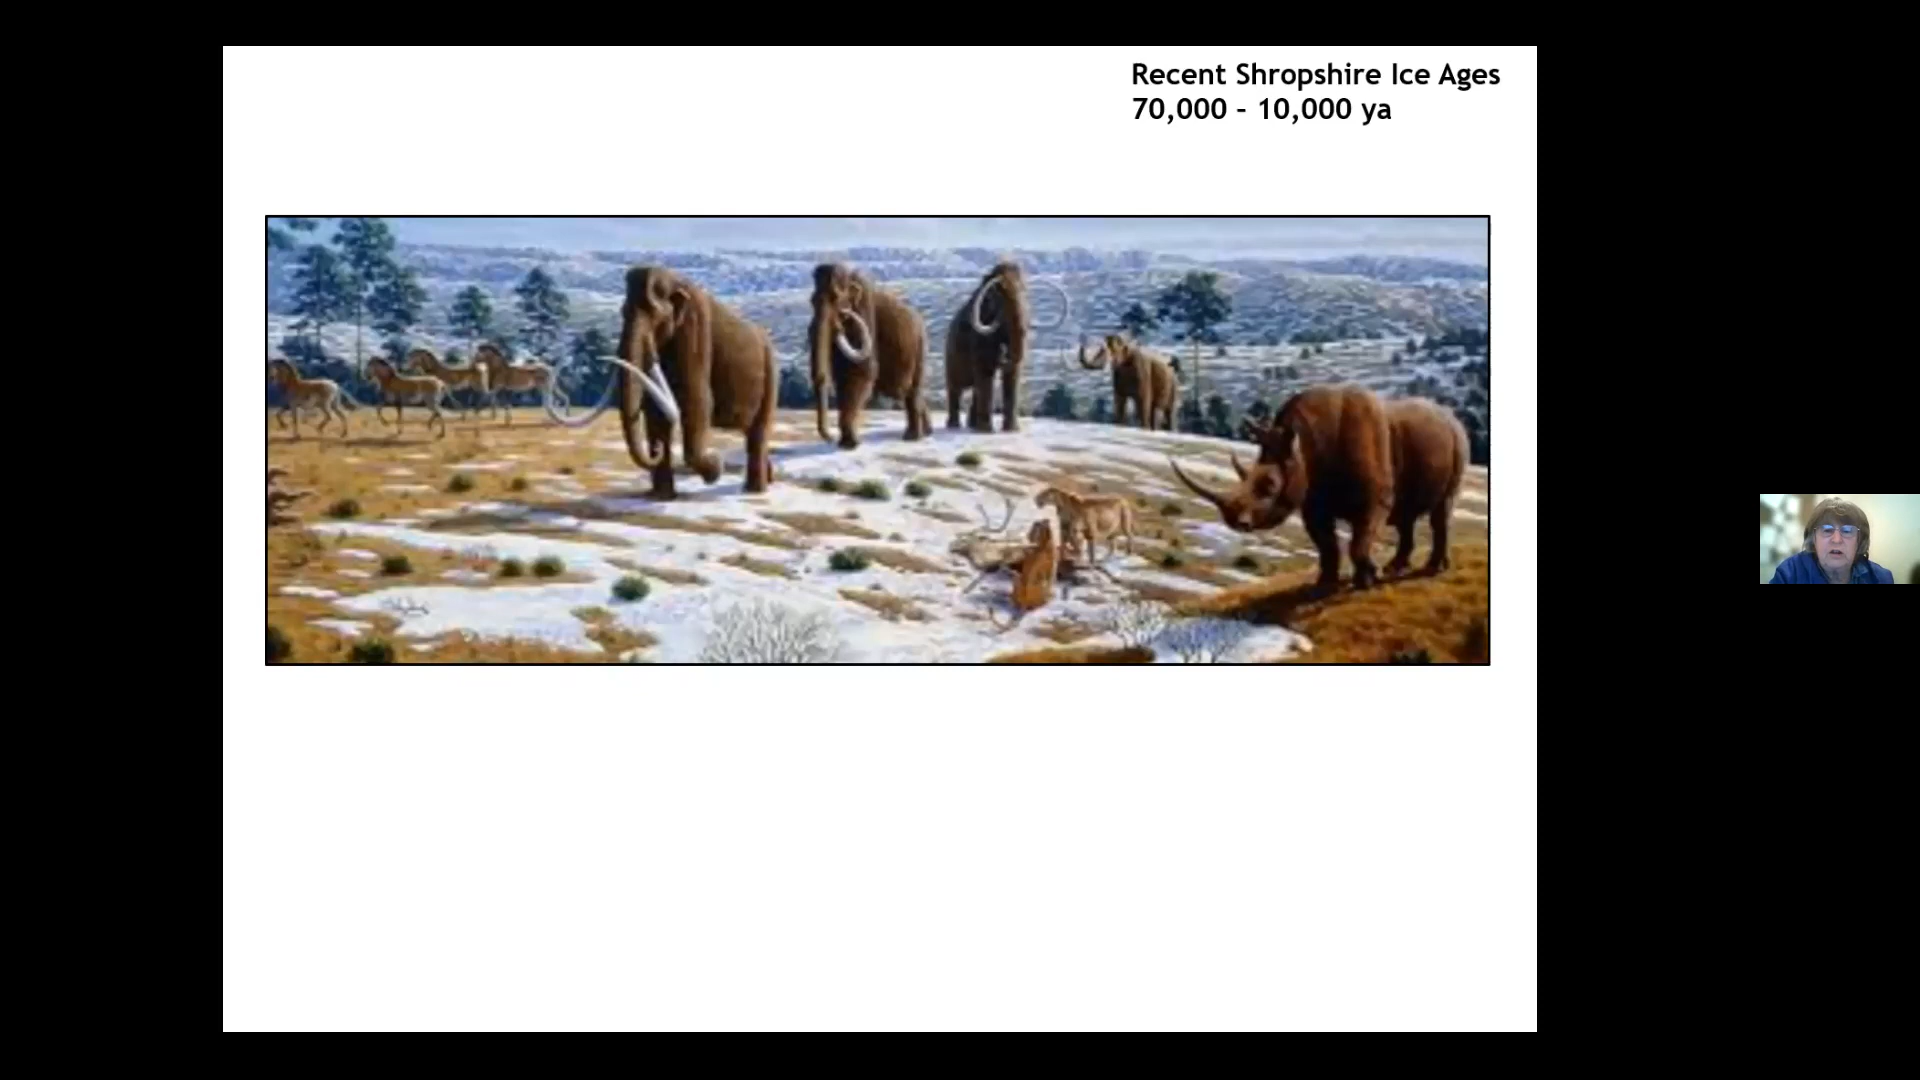 Recent Shropshire Ice Ages
70,000 – 10,000 ya